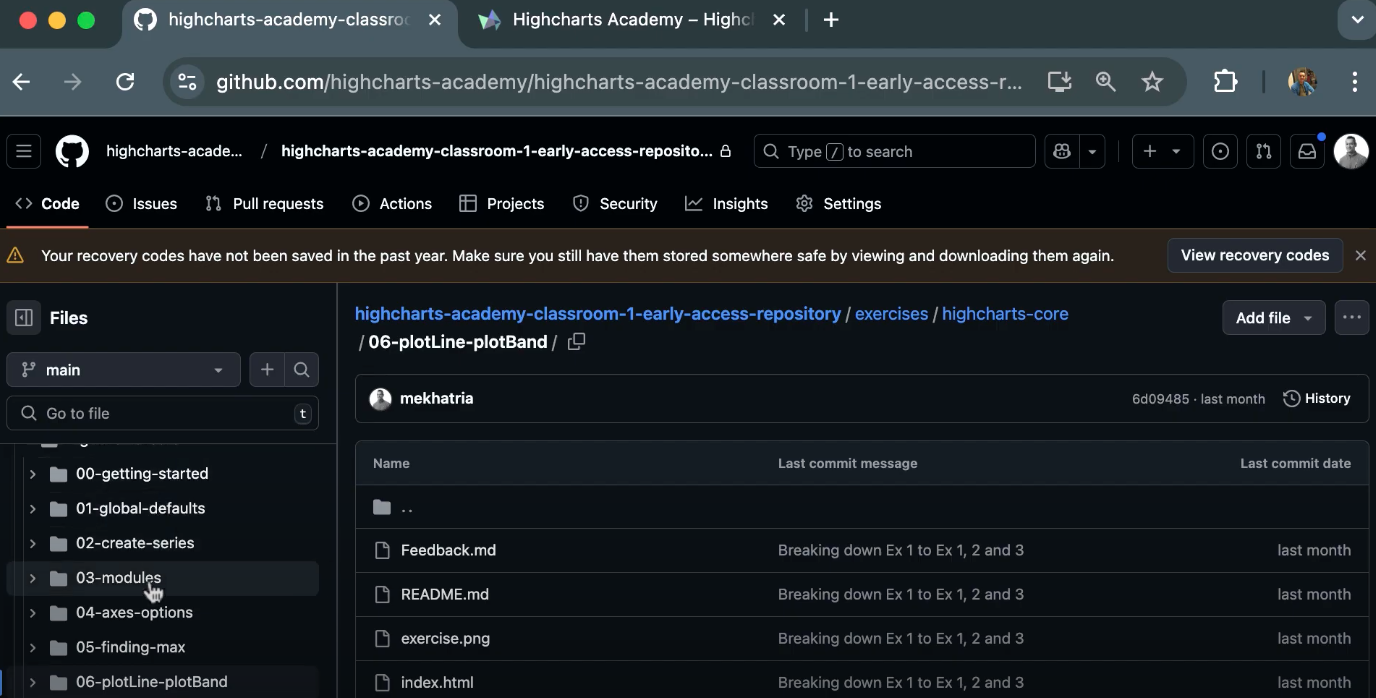 highcharts-academy-classroo
Highcharts Academy – Highch
github.com/highcharts-academy/highcharts-academy-classroom-1-early-access-r...
highcharts-acade... / highcharts-academy-classroom-1-early-access-reposito...
Type / to search
Code Issues Pull requests Actions Projects Security Insights Settings
Your recovery codes have not been saved in the past year. Make sure you still have them stored somewhere safe by viewing and downloading them again.
View recovery codes
Files
main
Go to file t
00-getting-started
01-global-defaults
02-create-series
03-modules
04-axes-options
05-finding-max
06-plotLine-plotBand
highcharts-academy-classroom-1-early-access-repository / exercises / highcharts-core
/ 06-plotLine-plotBand /
Add file
mekhatria
6d09485 · last month
History
Name Last commit message Last commit date
..
Feedback.md Breaking down Ex 1 to Ex 1, 2 and 3 last month
README.md Breaking down Ex 1 to Ex 1, 2 and 3 last month
exercise.png Breaking down Ex 1 to Ex 1, 2 and 3 last month
index.html Breaking down Ex 1 to Ex 1, 2 and 3 last month